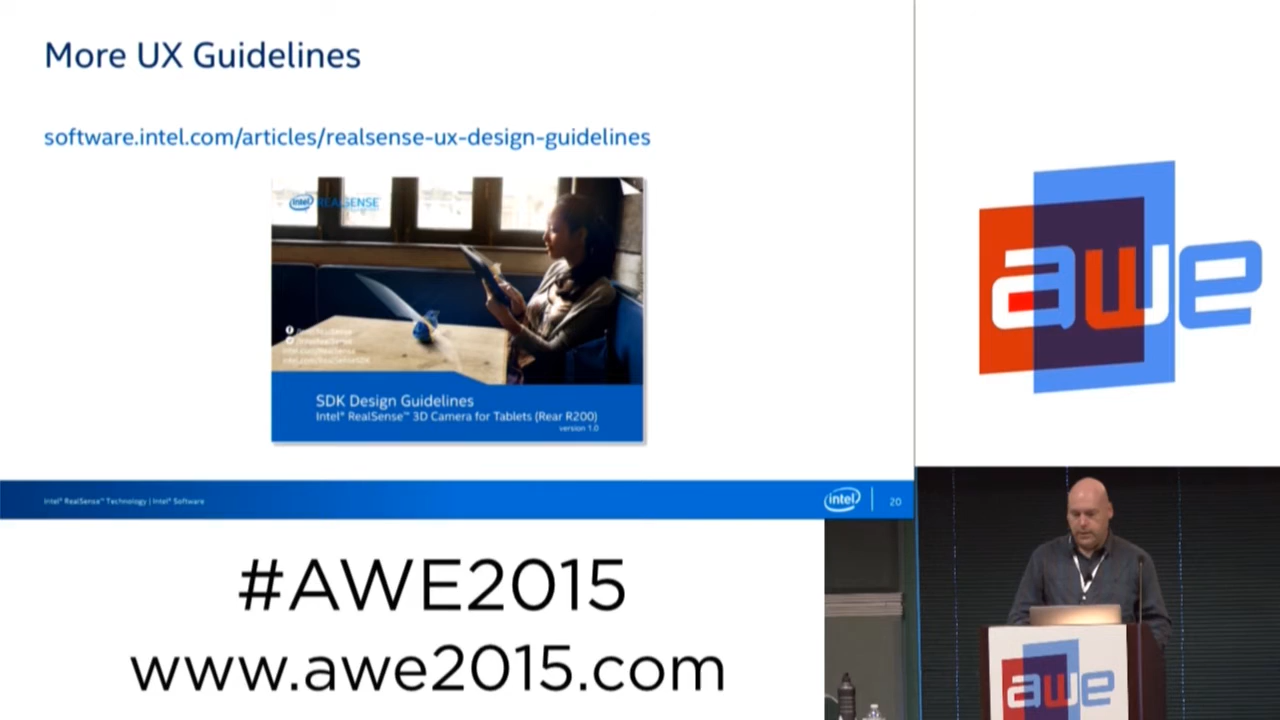 More UX Guidelines
software.intel.com/articles/realsense-ux-design-guidelines
intel REALSENSE
SDK Design Guidelines
Intel® RealSense™ 3D Camera for Tablets (Rear R200)
version 1.0
Intel® RealSense™ Technology | Intel® Software
intel
20
#AWE2015
www.awe2015.com
awe
awe